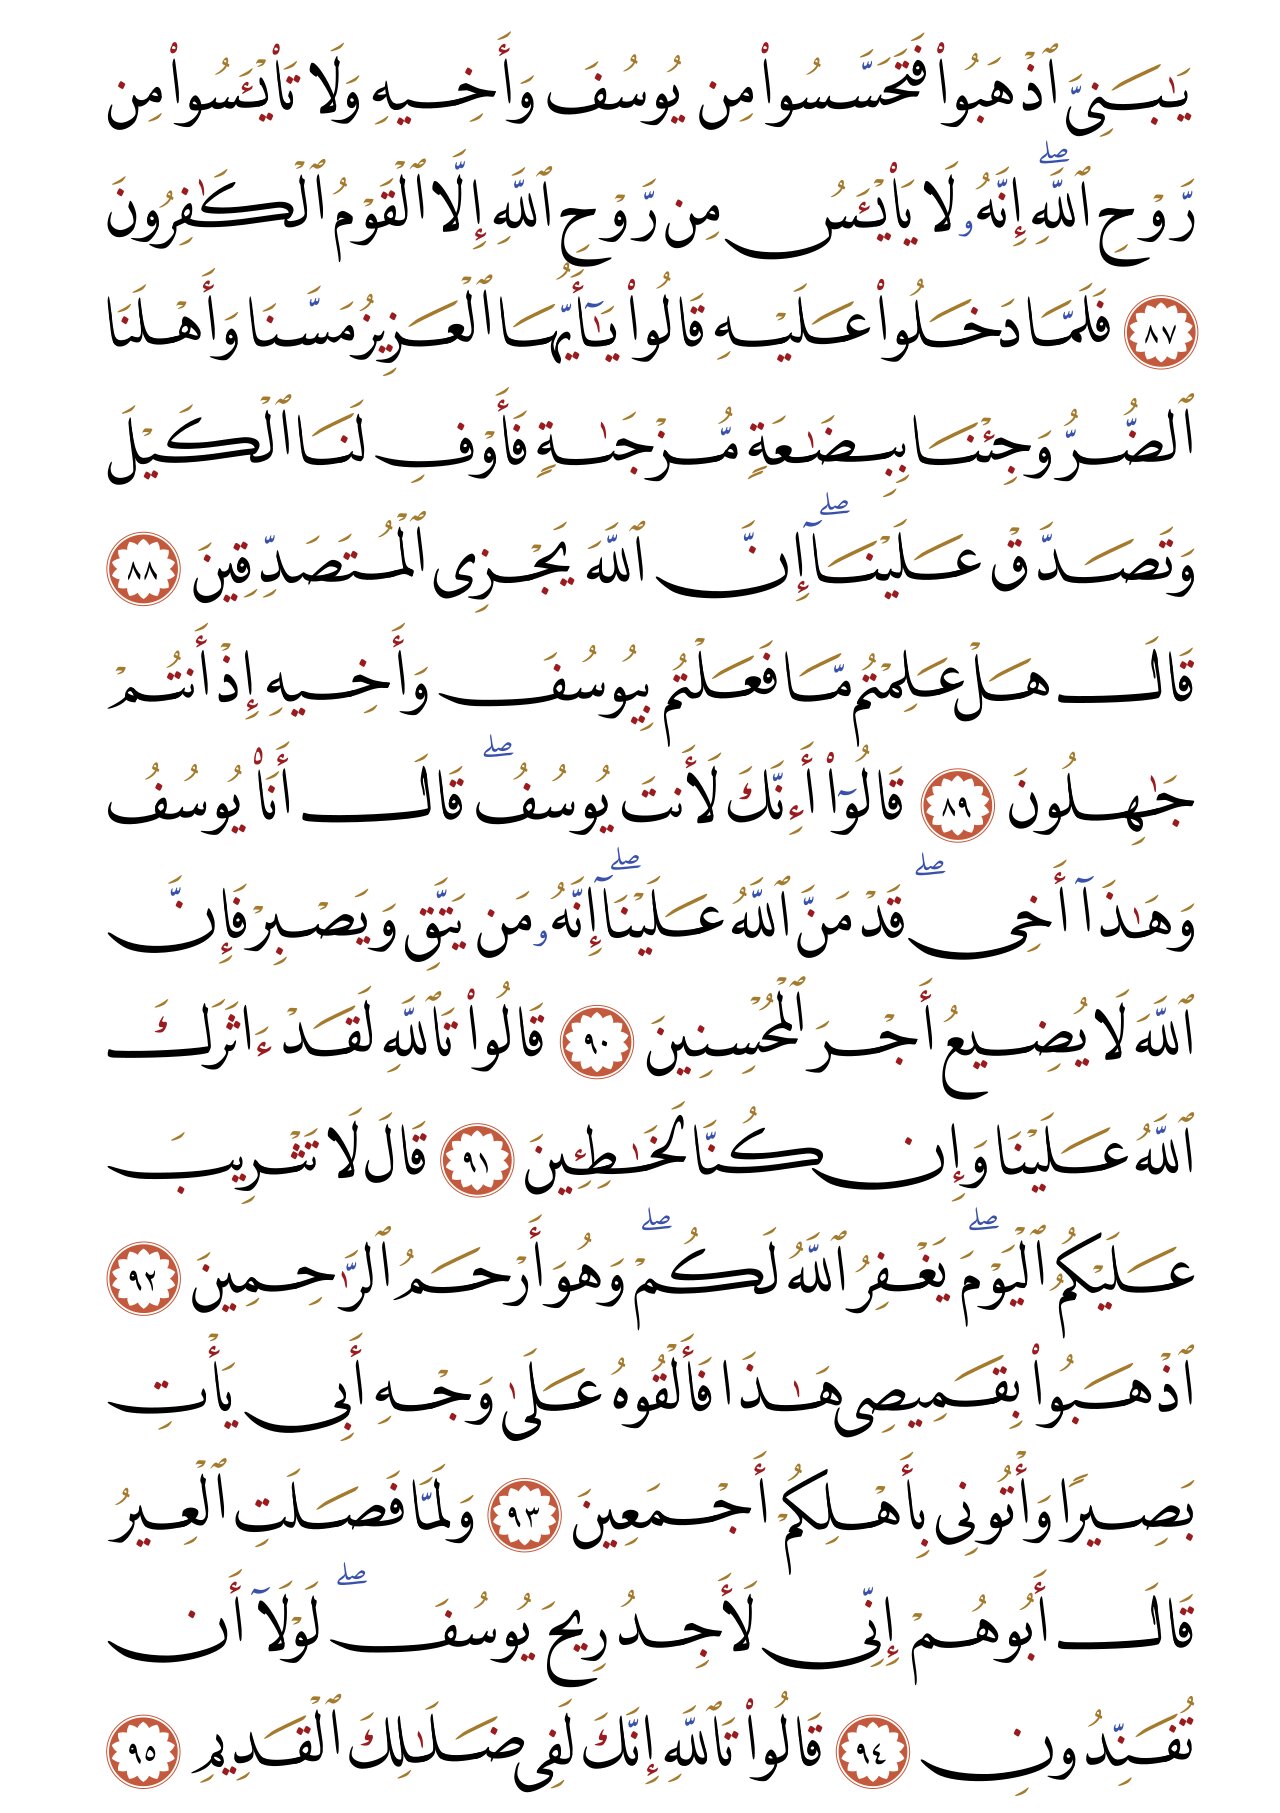 يَٰبَنِىَّ ٱذْهَبُوا۟ فَتَحَسَّسُوا۟ مِن يُوسُفَ وَأَخِيهِ وَلَا تَا۟يْـَٔسُوا۟ مِن
رَّوْحِ ٱللَّهِ ۖ إِنَّهُۥ لَا يَا۟يْـَٔسُ مِن رَّوْحِ ٱللَّهِ إِلَّا ٱلْقَوْمُ ٱلْكَٰفِرُونَ
٨٧ فَلَمَّا دَخَلُوا۟ عَلَيْهِ قَالُوا۟ يَٰٓأَيُّهَا ٱلْعَزِيزُ مَسَّنَا وَأَهْلَنَا
ٱلضُّرُّ وَجِئْنَا بِبِضَٰعَةٍ مُّزْجَىٰةٍ فَأَوْفِ لَنَا ٱلْكَيْلَ
وَتَصَدَّقْ عَلَيْنَآ ۖ إِنَّ ٱللَّهَ يَجْزِى ٱلْمُتَصَدِّقِينَ ٨٨
قَالَ هَلْ عَلِمْتُم مَّا فَعَلْتُم بِيُوسُفَ وَأَخِيهِ إِذْ أَنتُمْ
جَٰهِلُونَ ٨٩ قَالُوٓا۟ أَءِنَّكَ لَأَنتَ يُوسُفُ ۖ قَالَ أَنَا۠ يُوسُفُ
وَهَٰذَآ أَخِى ۖ قَدْ مَنَّ ٱللَّهُ عَلَيْنَآ ۖ إِنَّهُۥ مَن يَتَّقِ وَيَصْبِرْ فَإِنَّ
ٱللَّهَ لَا يُضِيعُ أَجْرَ ٱلْمُحْسِنِينَ ٩٠ قَالُوا۟ تَٱللَّهِ لَقَدْ ءَاثَرَكَ
ٱللَّهُ عَلَيْنَا وَإِن كُنَّا لَخَٰطِـِٔينَ ٩١ قَالَ لَا تَثْرِيبَ
عَلَيْكُمُ ٱلْيَوْمَ ۖ يَغْفِرُ ٱللَّهُ لَكُمْ ۖ وَهُوَ أَرْحَمُ ٱلرَّٰحِمِينَ ٩٢
ٱذْهَبُوا۟ بِقَمِيصِى هَٰذَا فَأَلْقُوهُ عَلَىٰ وَجْهِ أَبِى يَأْتِ
بَصِيرًا وَأْتُونِى بِأَهْلِكُمْ أَجْمَعِينَ ٩٣ وَلَمَّا فَصَلَتِ ٱلْعِيرُ
قَالَ أَبُوهُمْ إِنِّى لَأَجِدُ رِيحَ يُوسُفَ ۖ لَوْلَآ أَن
تُفَنِّدُونِ ٩٤ قَالُوا۟ تَٱللَّهِ إِنَّكَ لَفِى ضَلَٰلِكَ ٱلْقَدِيمِ ٩٥